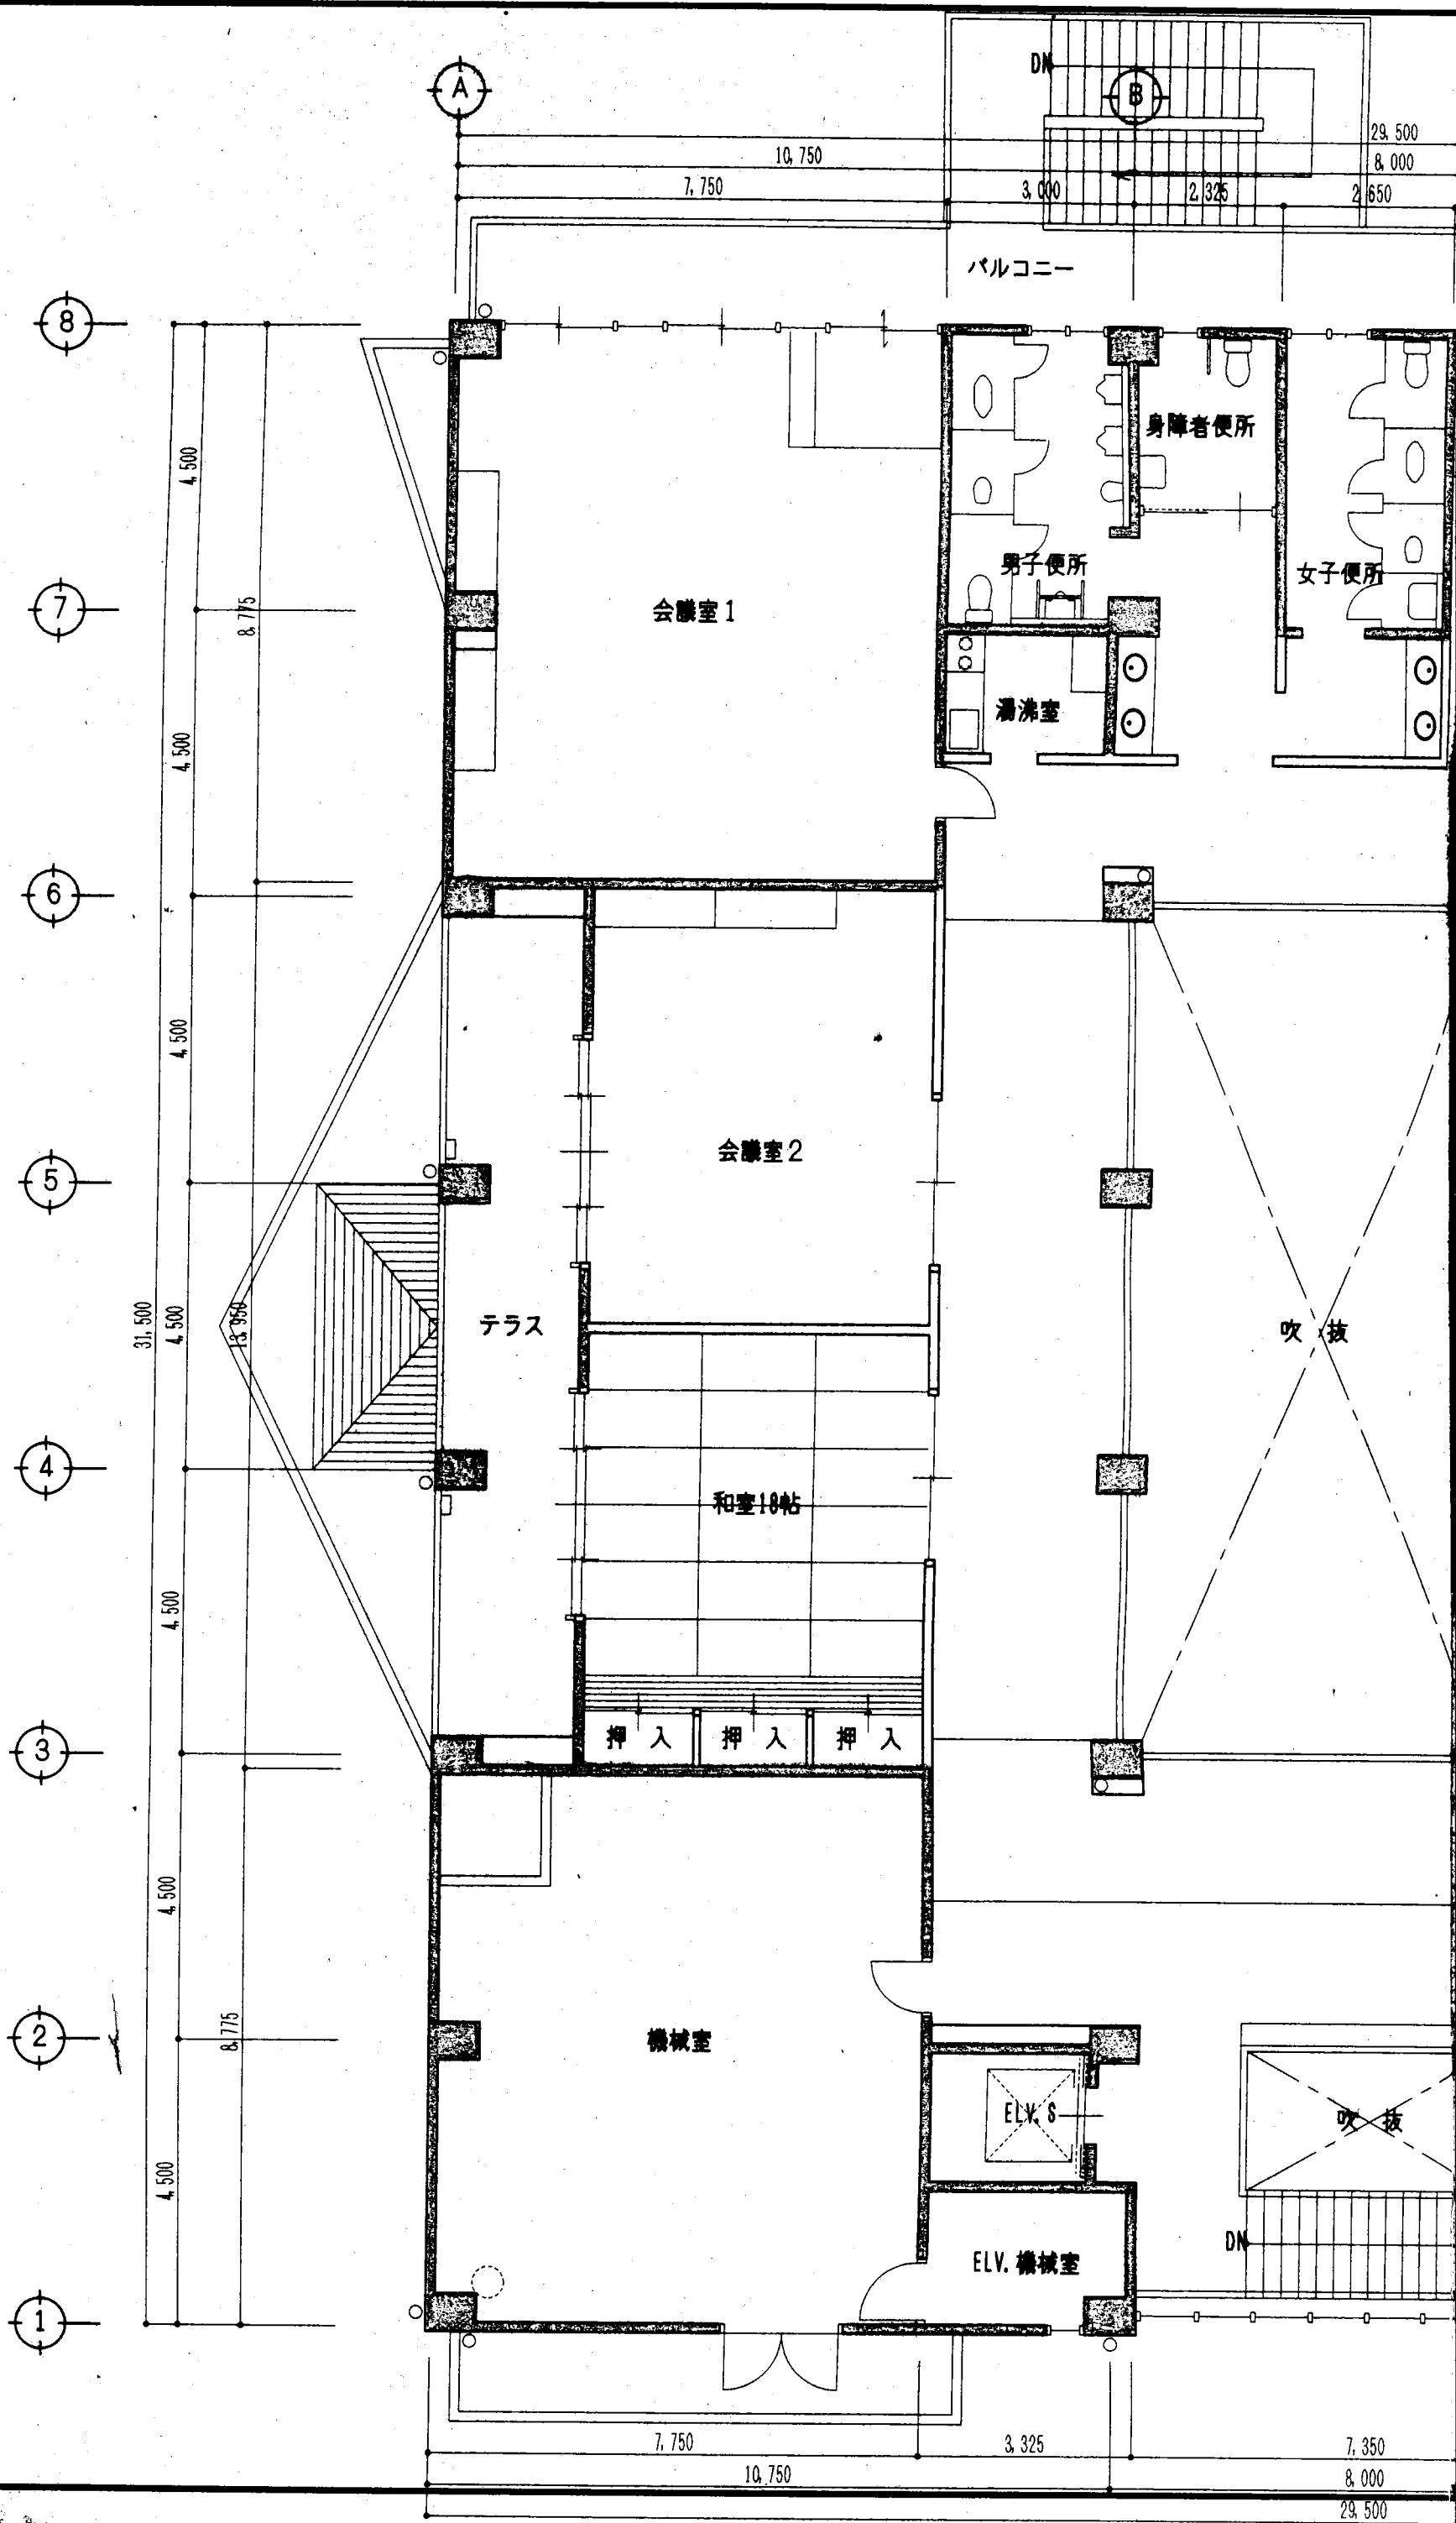 DN
A
B
29,500
10,750
8,000
7,750
3,000
2,325
2,650
バルコニー
8
4,500
身障者便所
男子便所
女子便所
7
会議室1
8,775
湯沸室
4,500
6
4,500
会議室2
5
31,500
4,500
13,950
テラス
吹抜
4
和室18帖
4,500
3
押入
押入
押入
4,500
2
8,775
機械室
ELV. S
吹抜
4,500
DN
ELV. 機械室
1
7,750
3,325
7,350
10,750
8,000
29,500